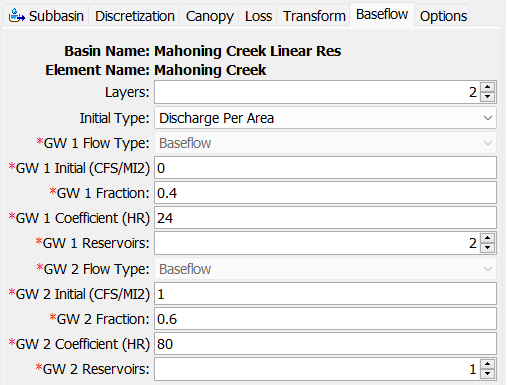 Subbasin Discretization Canopy Loss Transform Baseflow Options
Basin Name: Mahoning Creek Linear Res
Element Name: Mahoning Creek
Layers: 2
Initial Type: Discharge Per Area
*GW 1 Flow Type: Baseflow
*GW 1 Initial (CFS/MI2) 0
*GW 1 Fraction: 0.4
*GW 1 Coefficient (HR) 24
*GW 1 Reservoirs: 2
*GW 2 Flow Type: Baseflow
*GW 2 Initial (CFS/MI2) 1
*GW 2 Fraction: 0.6
*GW 2 Coefficient (HR) 80
*GW 2 Reservoirs: 1